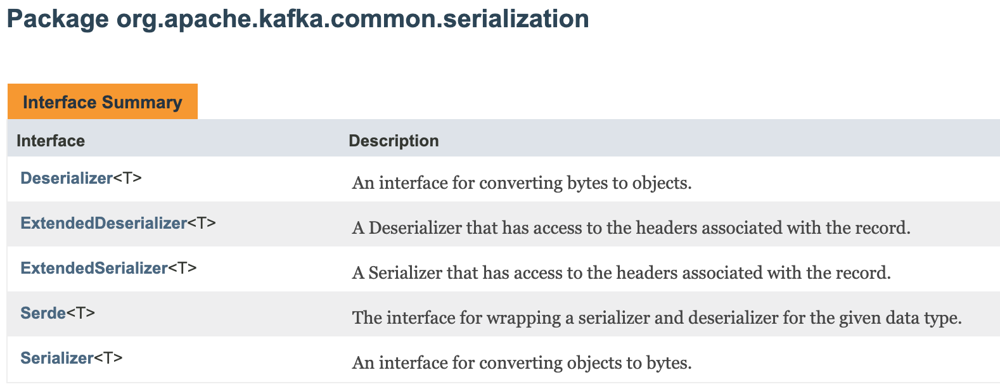 Package org.apache.kafka.common.serialization
Interface Summary
Interface Description
Deserializer<T> An interface for converting bytes to objects.
ExtendedDeserializer<T> A Deserializer that has access to the headers associated with the record.
ExtendedSerializer<T> A Serializer that has access to the headers associated with the record.
Serde<T> The interface for wrapping a serializer and deserializer for the given data type.
Serializer<T> An interface for converting objects to bytes.